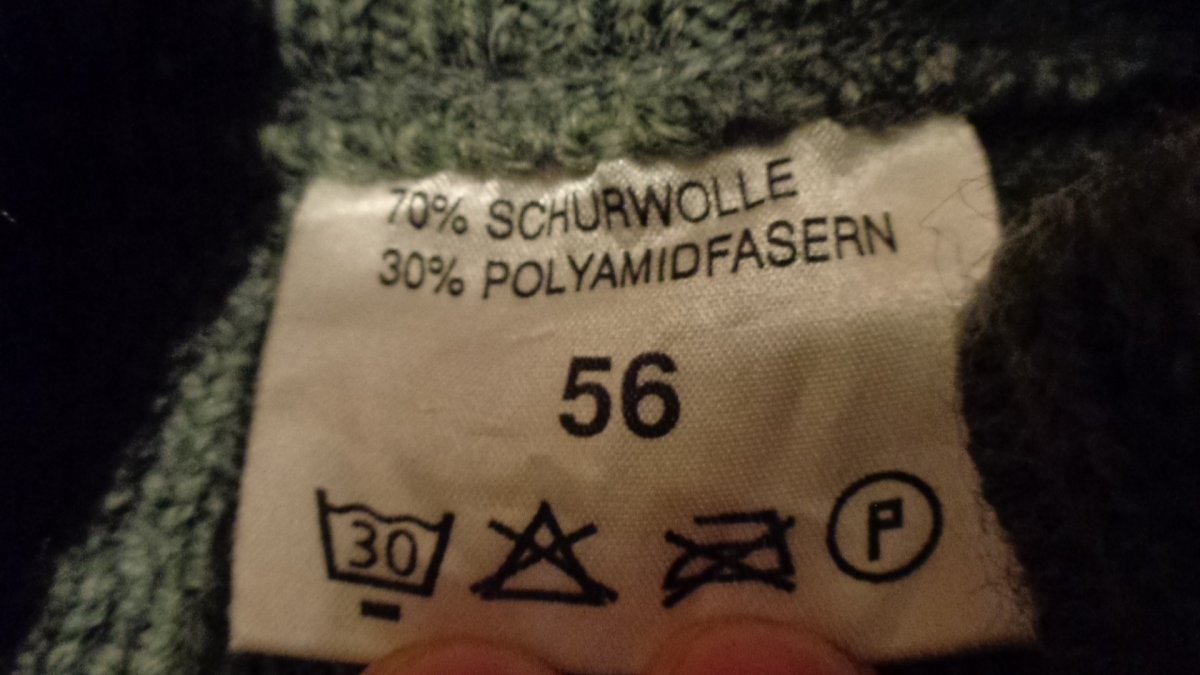 70% SCHURWOLLE
30% POLYAMIDFASERN
56
30 P